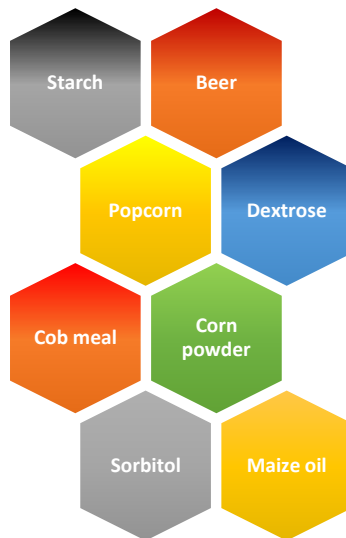 Starch
Beer
Popcorn
Dextrose
Cob meal
Corn
powder
Sorbitol
Maize oil